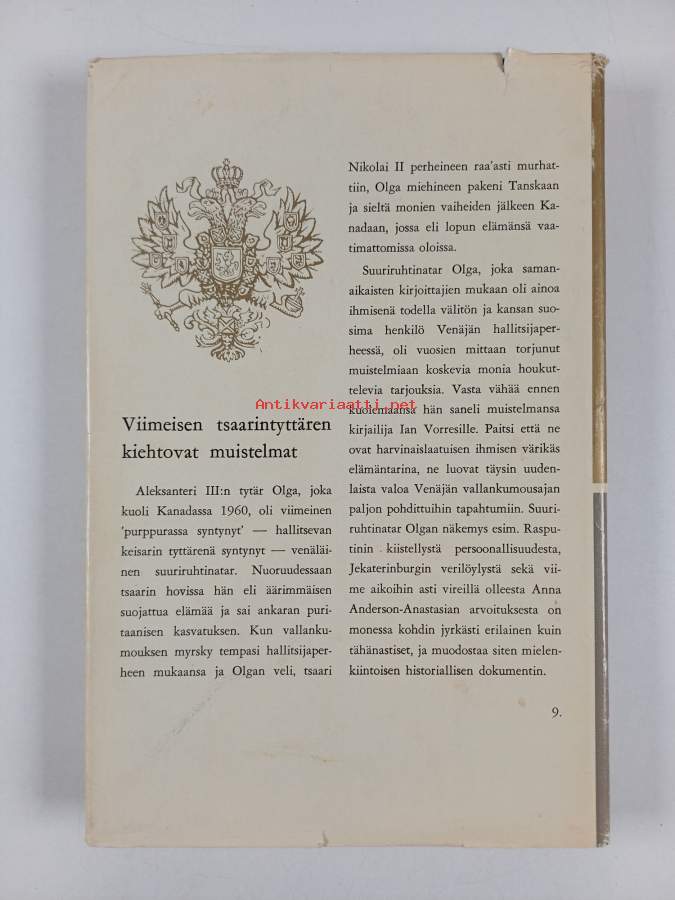 Viimeisen tsaarintyttären
kiehtovat muistelmat
Aleksanteri III:n tytär Olga, joka
kuoli Kanadassa 1960, oli viimeinen
'purppurassa syntynyt' — hallitsevan
keisarin tyttärenä syntynyt — venäläi-
nen suuriruhtinatar. Nuoruudessaan
tsaarin hovissa hän eli äärimmäisen
suojattua elämää ja sai ankaran puri-
taanisen kasvatuksen. Kun vallanku-
mouksen myrsky tempasi hallitsijaper-
heen mukaansa ja Olgan veli, tsaari
Nikolai II perheineen raa'asti murhat-
tiin, Olga miehineen pakeni Tanskaan
ja sieltä monien vaiheiden jälkeen Ka-
nadaan, jossa eli lopun elämänsä vaa-
timattomissa oloissa.
Suuriruhtinatar Olga, joka saman-
aikaisten kirjoittajien mukaan oli ainoa
ihmisenä todella välitön ja kansan suo-
sima henkilö Venäjän hallitsijaper-
heessä, oli vuosien mittaan torjunut
muistelmiaan koskevia monia houkut-
televia tarjouksia. Vasta vähää ennen
kuolemaansa hän saneli muistelmansa
kirjailija Ian Vorresille. Paitsi että ne
ovat harvinaislaatuisen ihmisen värikäs
elämäntarina, ne luovat täysin uuden-
laista valoa Venäjän vallankumousajan
paljon pohdittuihin tapahtumiin. Suuri-
ruhtinatar Olgan näkemys esim. Raspu-
tinin kiistellystä persoonallisuudesta,
Jekaterinburgin verilöylystä sekä vii-
me aikoihin asti vireillä olleesta Anna
Anderson-Anastasian arvoituksesta on
monessa kohdin jyrkästi erilainen kuin
tähänastiset, ja muodostaa siten mielen-
kiintoisen historiallisen dokumentin.
9.
Antikvariaatti.net